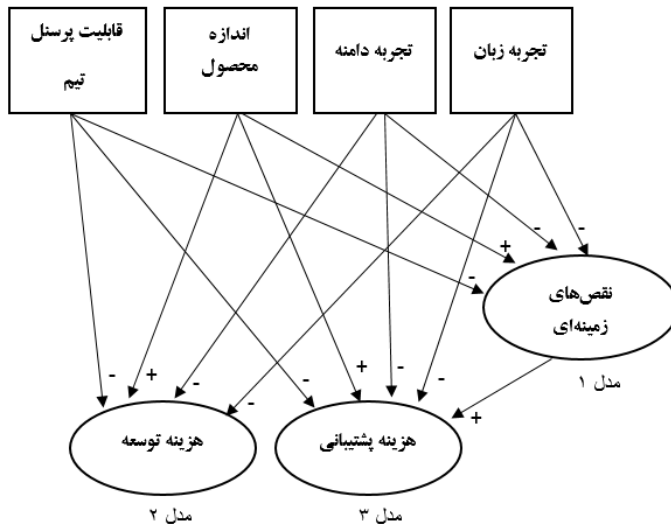 قابلیت پرسنل
تیم
اندازه
محصول
تجربه دامنه
تجربه زبان
- - + -
نقص‌های
زمینه‌ای
مدل ۱
- + - - - + - - +
هزینه توسعه
هزینه پشتیبانی
مدل ۲
مدل ۳